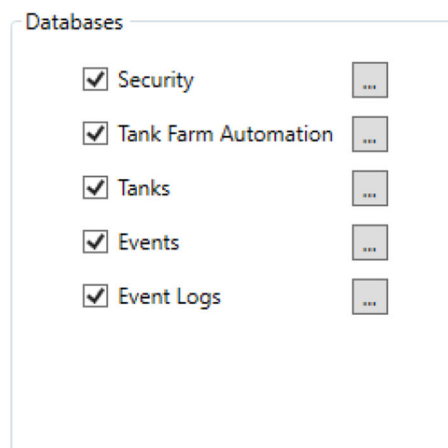 Databases
Security ...
Tank Farm Automation ...
Tanks ...
Events ...
Event Logs ...